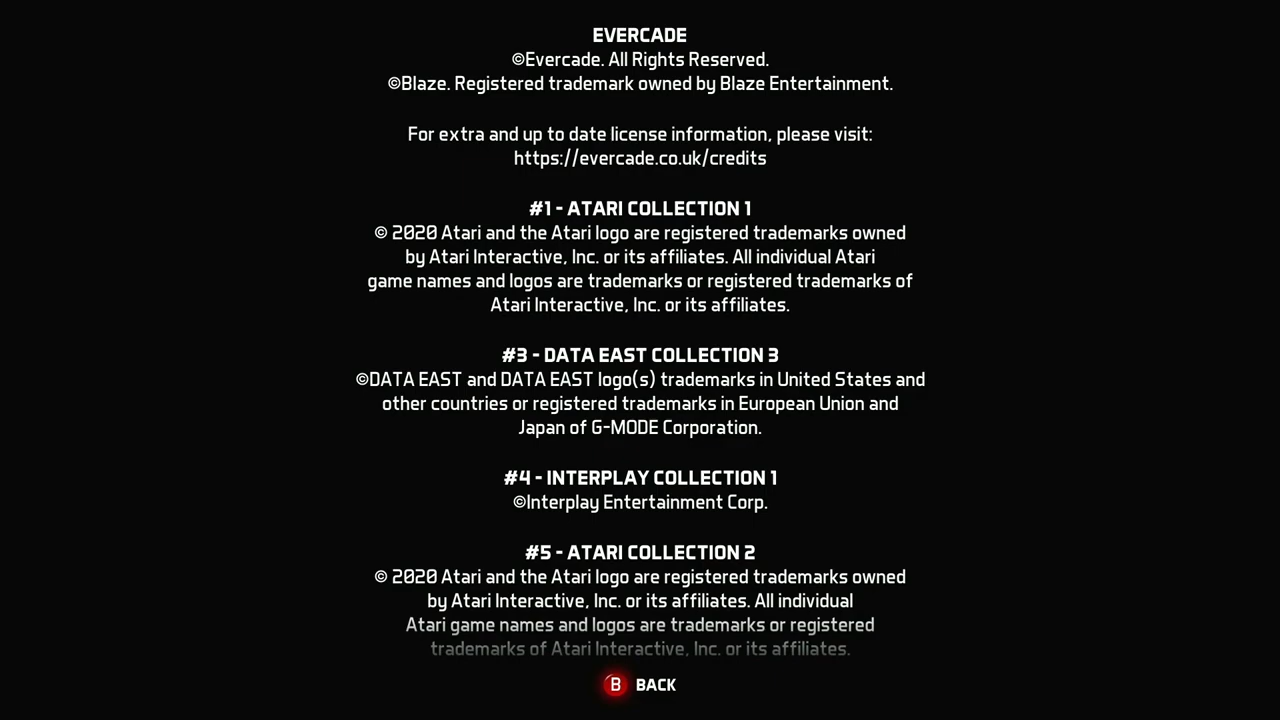 EVERCADE
©Evercade. All Rights Reserved.
©Blaze. Registered trademark owned by Blaze Entertainment.
For extra and up to date license information, please visit:
https://evercade.co.uk/credits
#1 - ATARI COLLECTION 1
© 2020 Atari and the Atari logo are registered trademarks owned
by Atari Interactive, Inc. or its affiliates. All individual Atari
game names and logos are trademarks or registered trademarks of
Atari Interactive, Inc. or its affiliates.
#3 - DATA EAST COLLECTION 3
©DATA EAST and DATA EAST logo(s) trademarks in United States and
other countries or registered trademarks in European Union and
Japan of G-MODE Corporation.
#4 - INTERPLAY COLLECTION 1
©Interplay Entertainment Corp.
#5 - ATARI COLLECTION 2
© 2020 Atari and the Atari logo are registered trademarks owned
by Atari Interactive, Inc. or its affiliates. All individual
Atari game names and logos are trademarks or registered
trademarks of Atari Interactive, Inc. or its affiliates.
B BACK